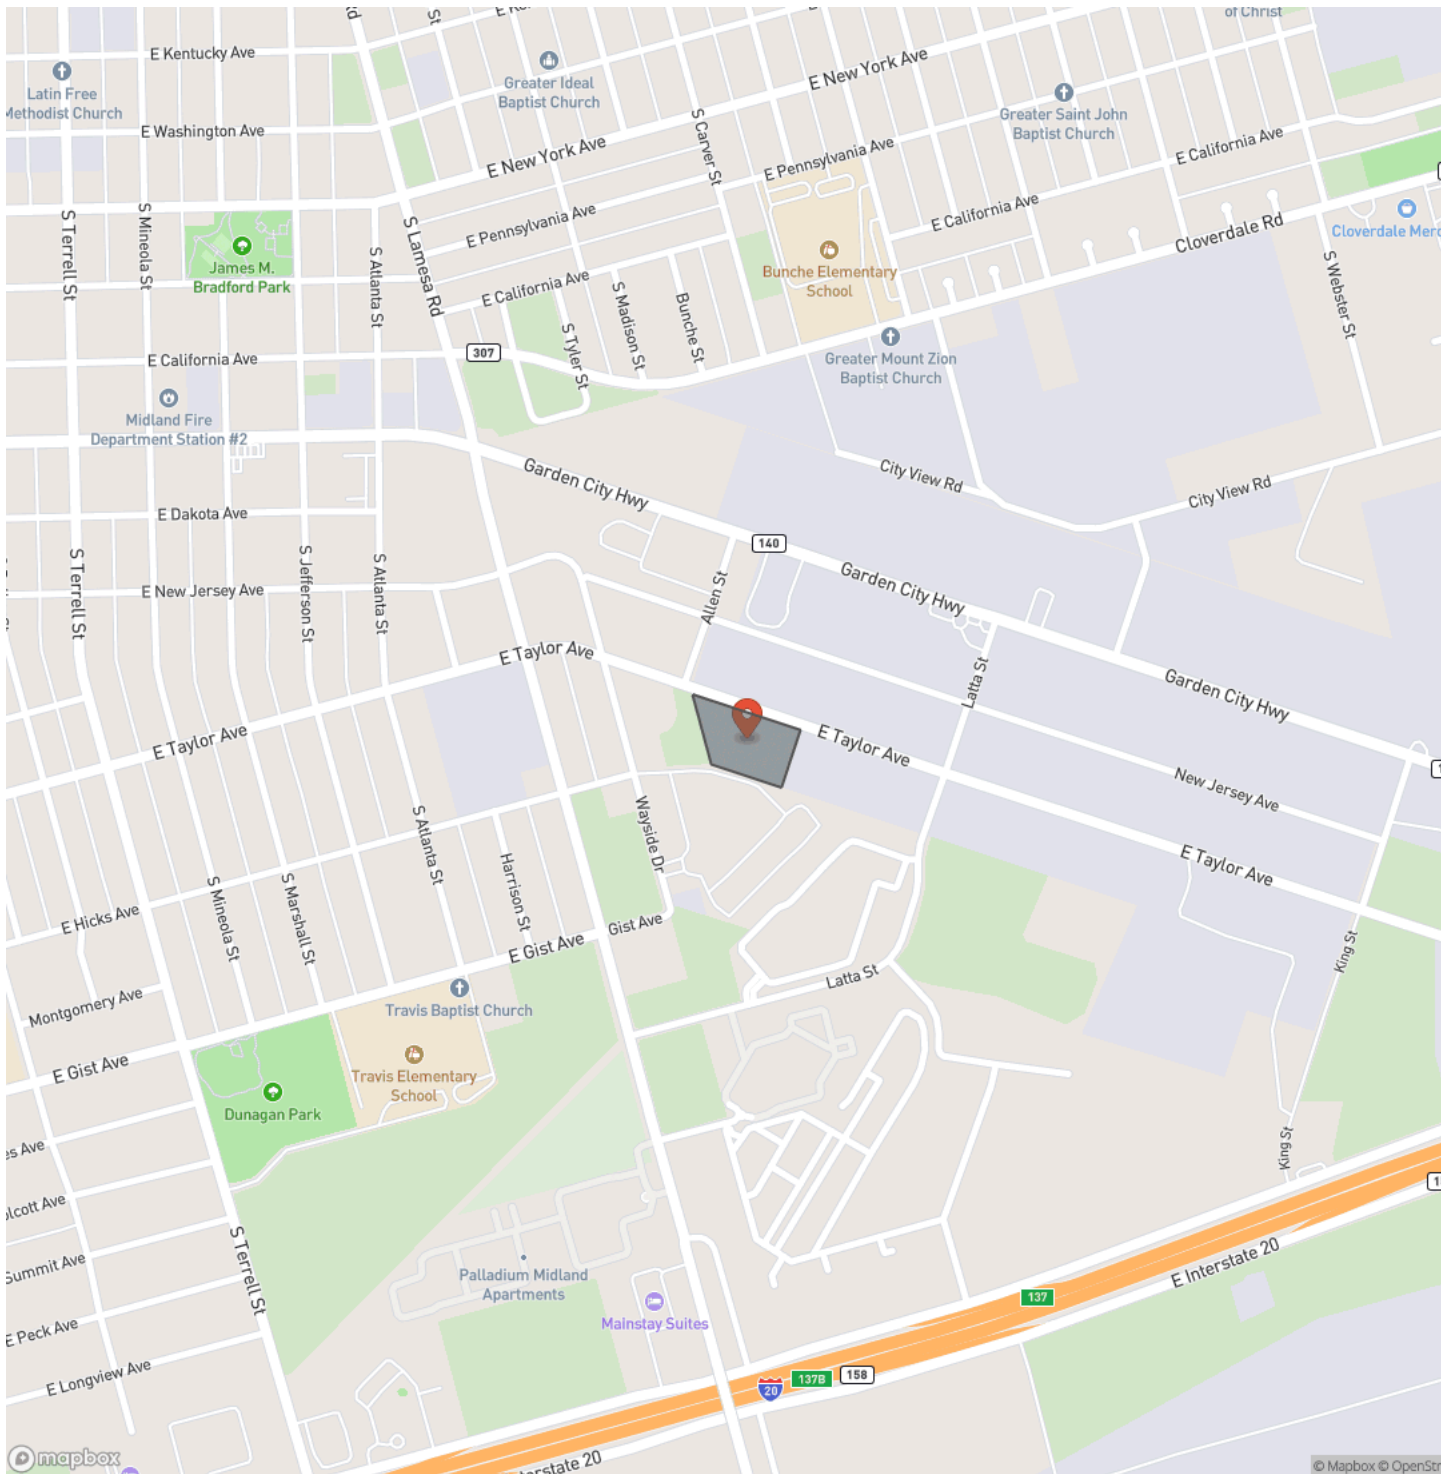 E Kentucky Ave
Latin Free
Methodist Church
Greater Ideal
Baptist Church
E New York Ave
of Christ
E Washington Ave
E New York Ave
S Carver St
Greater Saint John
Baptist Church
E Pennsylvania Ave
E California Ave
S Terrell St
S Mineola St
James M.
Bradford Park
S Atlanta St
S Lamesa Rd
E Pennsylvania Ave
E California Ave
Bunche Elementary
School
E California Ave
Cloverdale Rd
Cloverdale Merc
S Webster St
E California Ave
307
S Tyler St
S Madison St
Bunche St
Greater Mount Zion
Baptist Church
Midland Fire
Department Station #2
Garden City Hwy
City View Rd
City View Rd
E Dakota Ave
140
S Terrell St
S Jefferson St
S Atlanta St
E New Jersey Ave
Allen St
Garden City Hwy
E Taylor Ave
Latta St
Garden City Hwy
E Taylor Ave
E Taylor Ave
New Jersey Ave
S Atlanta St
Wayside Dr
E Taylor Ave
S Mineola St
S Marshall St
Harrison St
E Hicks Ave
E Gist Ave
Gist Ave
King St
Montgomery Ave
Travis Baptist Church
Latta St
E Gist Ave
Travis Elementary
School
Dunagan Park
King St
Summit Ave
S Terrell St
Palladium Midland
Apartments
E Interstate 20
137
E Peck Ave
Mainstay Suites
E Longview Ave
20
137B
158
mapbox
© Mapbox © OpenStr